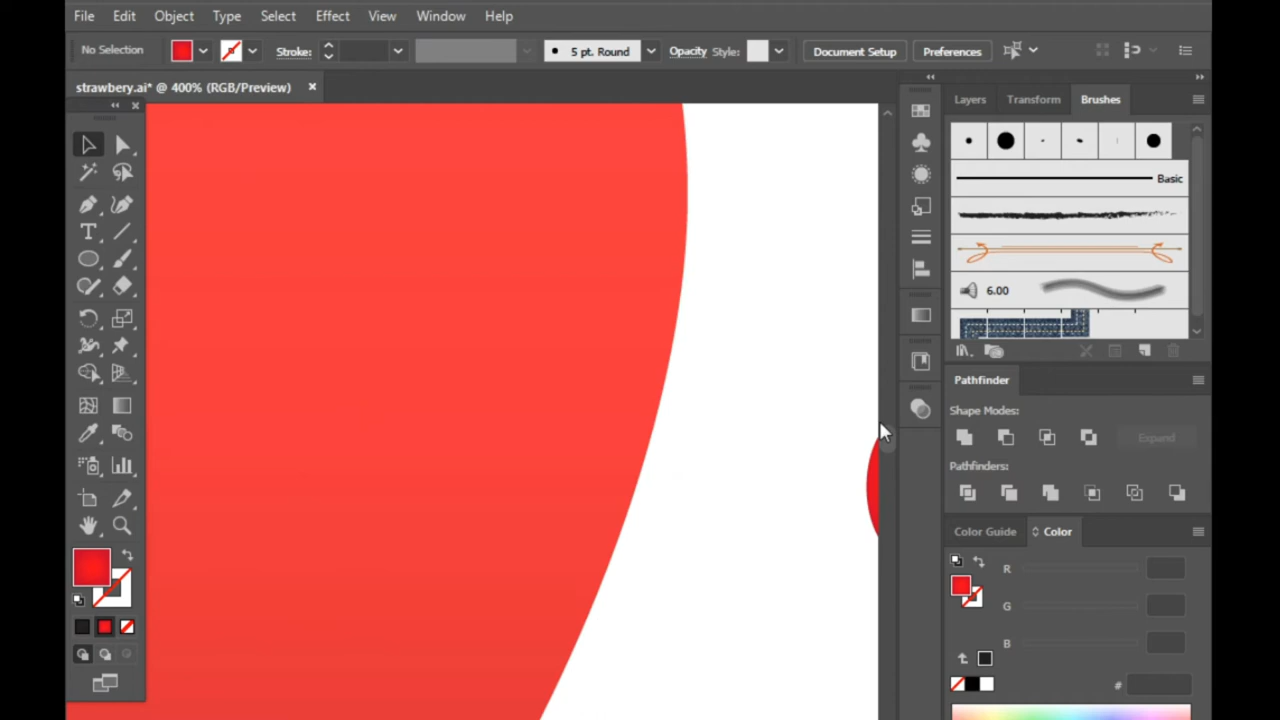 File Edit Object Type Select Effect View Window Help
No Selection Stroke: 5 pt. Round Opacity Style: Document Setup Preferences
strawbery.ai* @ 400% (RGB/Preview)
Layers Transform Brushes
Basic
6.00
Pathfinder
Shape Modes:
Expand
Pathfinders:
Color Guide Color
R
G
B
#